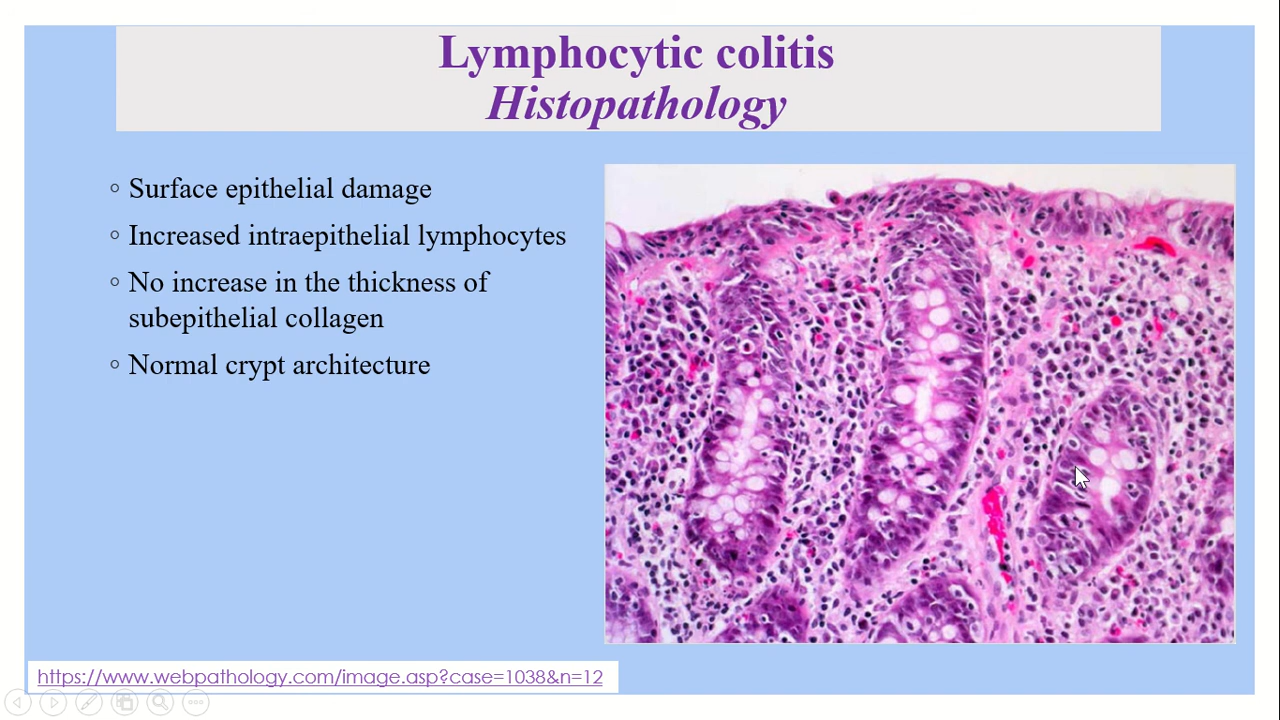 Lymphocytic colitis
Histopathology
◦ Surface epithelial damage
◦ Increased intraepithelial lymphocytes
◦ No increase in the thickness of
subepithelial collagen
◦ Normal crypt architecture
https://www.webpathology.com/image.asp?case=1038&n=12